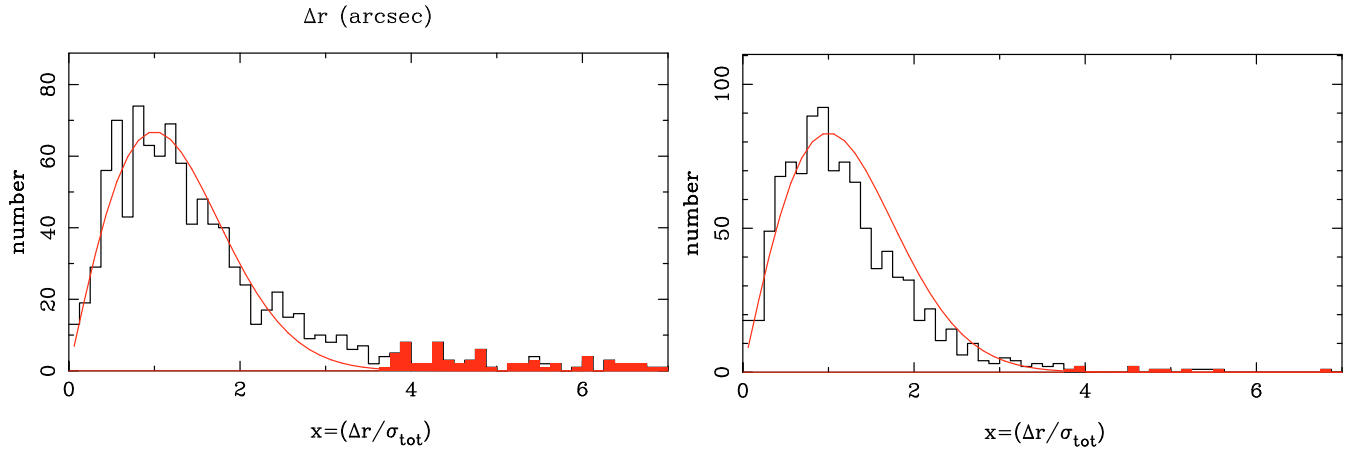 Δr (arcsec)
number
80
60
40
20
0
0 2 4 6
x=(Δr/σtot)
number
100
50
0
0 2 4 6
x=(Δr/σtot)